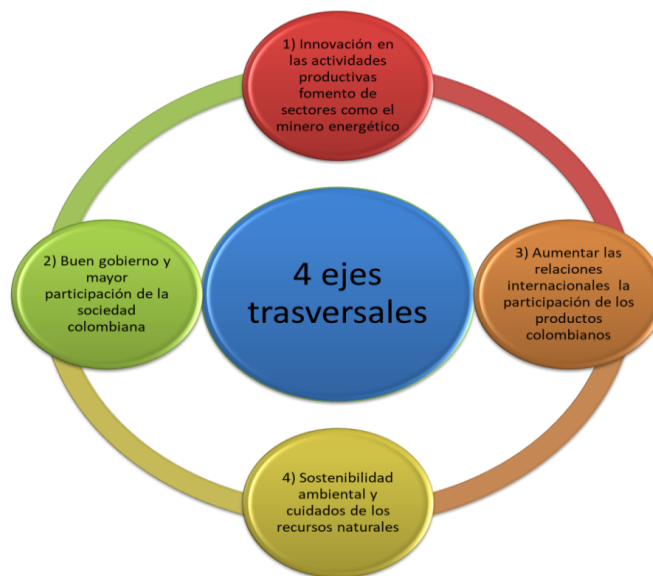 1) Innovación en
las actividades
productivas
fomento de
sectores como el
minero energético
2) Buen gobierno y
mayor
participación de la
sociedad
colombiana
4 ejes
trasversales
3) Aumentar las
relaciones
internacionales  la
participación de los
productos
colombianos
4) Sostenibilidad
ambiental y
cuidados de los
recursos naturales